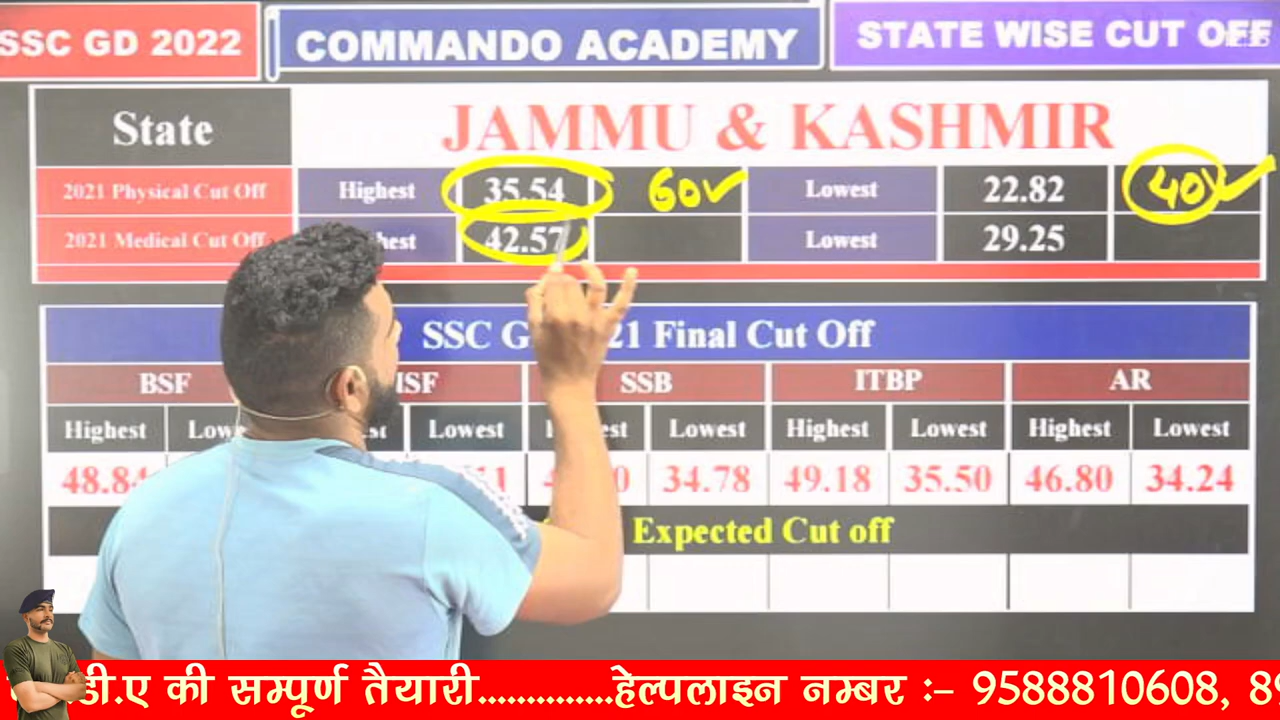 SSC GD 2022 COMMANDO ACADEMY STATE WISE CUT OFF
State JAMMU & KASHMIR
2021 Physical Cut Off Highest 35.54 60 Lowest 22.82 40
2021 Medical Cut Off 42.57 Lowest 29.25
SSC 21 Final Cut Off
BSF SSB ITBP AR
Highest Lowest Lowest Highest Lowest Highest Lowest
48.84 34.78 49.18 35.50 46.80 34.24
Expected Cut off
की सम्पूर्ण तैयारी.............हेल्पलाइन नम्बर :- 9588810608,